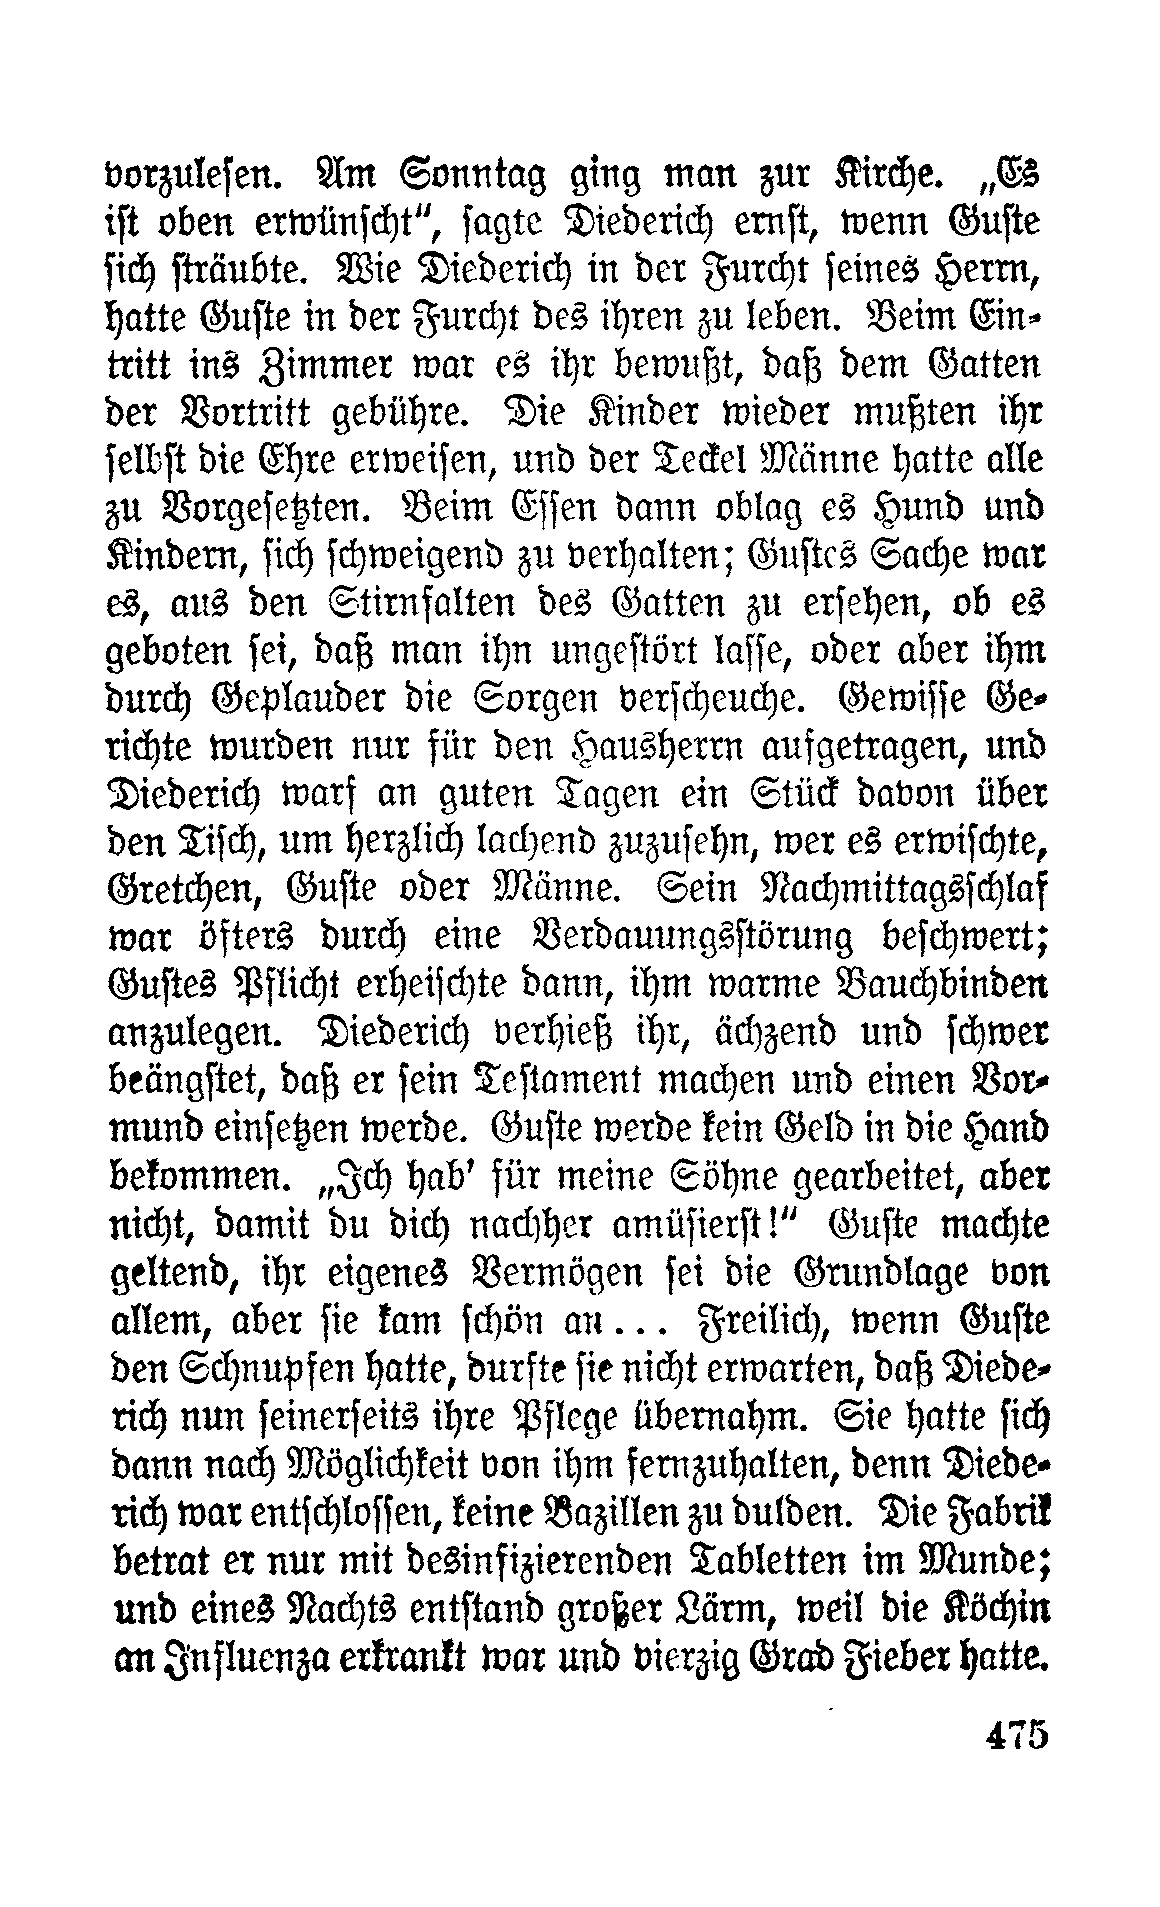 vorzulesen. Am Sonntag ging man zur Kirche. „Es
ist oben erwünscht“, sagte Diederich ernst, wenn Guste
sich sträubte. Wie Diederich in der Furcht seines Herrn,
hatte Guste in der Furcht des ihren zu leben. Beim Ein-
tritt ins Zimmer war es ihr bewußt, daß dem Gatten
der Vortritt gebühre. Die Kinder wieder mußten ihr
selbst die Ehre erweisen, und der Teckel Männe hatte alle
zu Vorgesetzten. Beim Essen dann oblag es Hund und
Kindern, sich schweigend zu verhalten; Gustes Sache war
es, aus den Stirnfalten des Gatten zu ersehen, ob es
geboten sei, daß man ihn ungestört lasse, oder aber ihm
durch Geplauder die Sorgen verscheuche. Gewisse Ge-
richte wurden nur für den Hausherrn aufgetragen, und
Diederich warf an guten Tagen ein Stück davon über
den Tisch, um herzlich lachend zuzusehn, wer es erwischte,
Gretchen, Guste oder Männe. Sein Nachmittagsschlaf
war öfters durch eine Verdauungsstörung beschwert;
Gustes Pflicht erheischte dann, ihm warme Bauchbinden
anzulegen. Diederich verhieß ihr, ächzend und schwer
beängstet, daß er sein Testament machen und einen Vor-
mund einsetzen werde. Guste werde kein Geld in die Hand
bekommen. „Ich hab' für meine Söhne gearbeitet, aber
nicht, damit du dich nachher amüsierst!“ Guste machte
geltend, ihr eigenes Vermögen sei die Grundlage von
allem, aber sie kam schön an... Freilich, wenn Guste
den Schnupfen hatte, durfte sie nicht erwarten, daß Diede-
rich nun seinerseits ihre Pflege übernahm. Sie hatte sich
dann nach Möglichkeit von ihm fernzuhalten, denn Diede-
rich war entschlossen, keine Bazillen zu dulden. Die Fabrik
betrat er nur mit desinfizierenden Tabletten im Munde;
und eines Nachts entstand großer Lärm, weil die Köchin
an Influenza erkrankt war und vierzig Grad Fieber hatte.
475